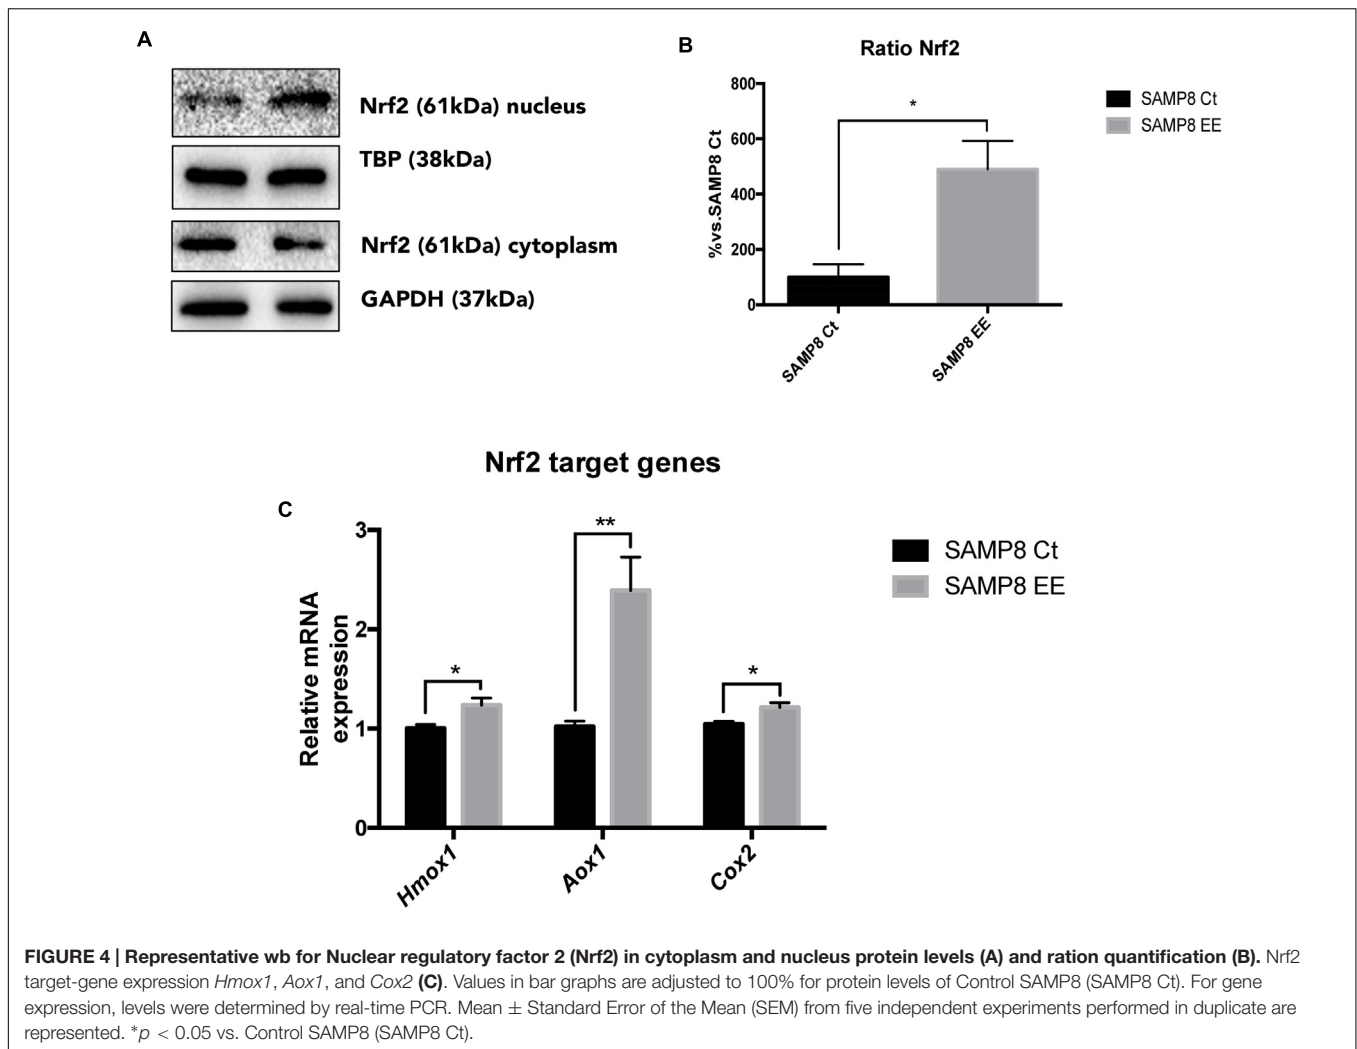 A
Nrf2 (61kDa) nucleus
TBP (38kDa)
Nrf2 (61kDa) cytoplasm
GAPDH (37kDa)
B
Ratio Nrf2
%vs.SAMP8 Ct
800
600
400
200
0
*
SAMP8 Ct
SAMP8 EE
SAMP8 Ct
SAMP8 EE
Nrf2 target genes
C
Relative mRNA
expression
3
2
1
0
*
**
*
Hmox1
Aox1
Cox2
SAMP8 Ct
SAMP8 EE
FIGURE 4 | Representative wb for Nuclear regulatory factor 2 (Nrf2) in cytoplasm and nucleus protein levels (A) and ration quantification (B). Nrf2
target-gene expression Hmox1, Aox1, and Cox2 (C). Values in bar graphs are adjusted to 100% for protein levels of Control SAMP8 (SAMP8 Ct). For gene
expression, levels were determined by real-time PCR. Mean ± Standard Error of the Mean (SEM) from five independent experiments performed in duplicate are
represented. *p < 0.05 vs. Control SAMP8 (SAMP8 Ct).